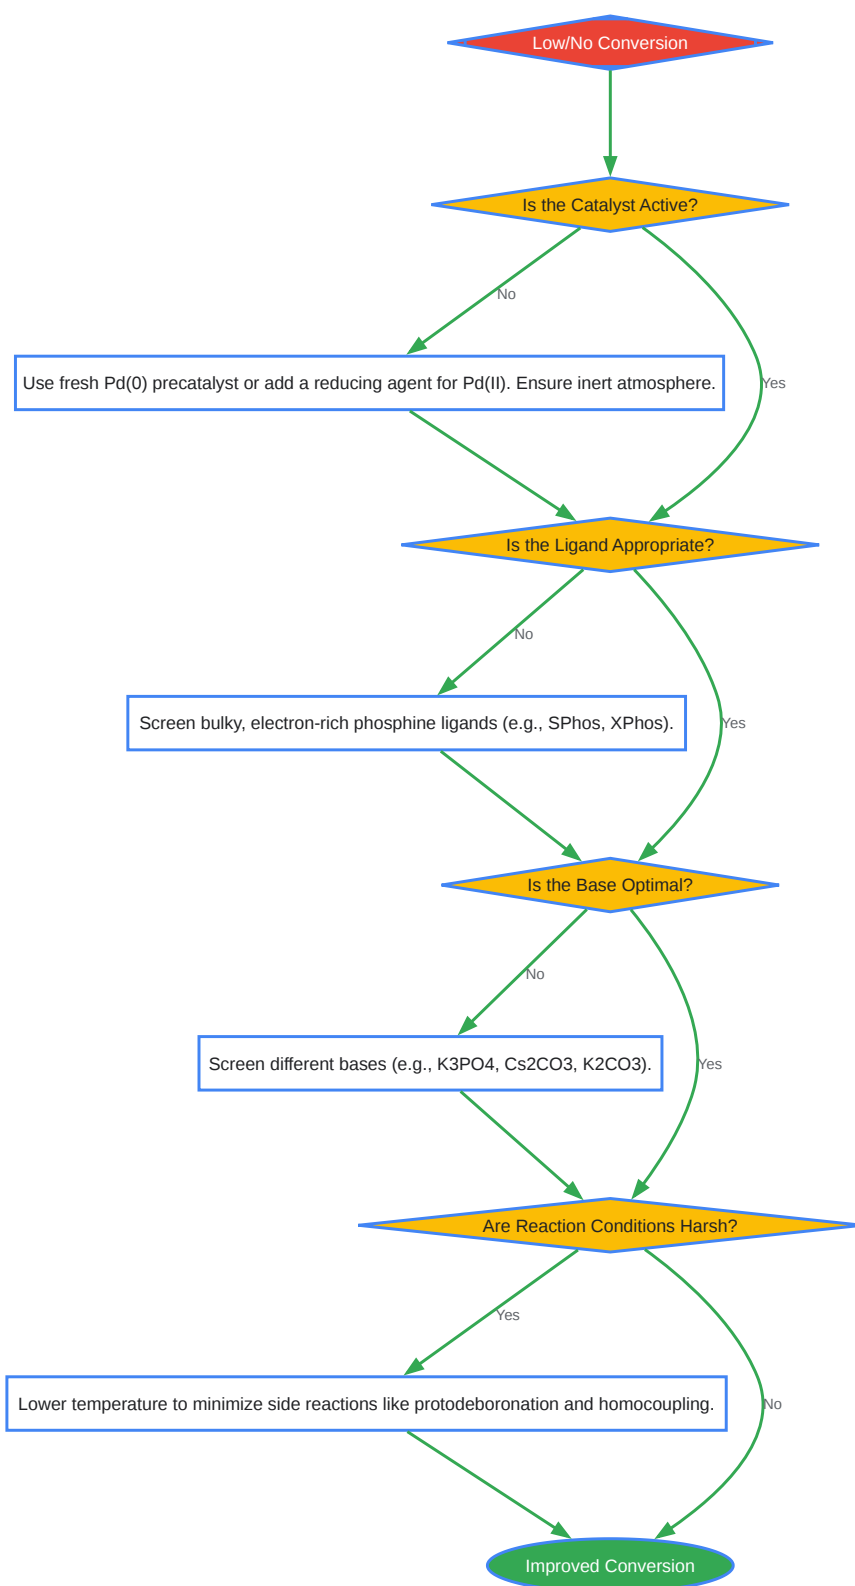 Low/No Conversion
Is the Catalyst Active?
No
Use fresh Pd(0) precatalyst or add a reducing agent for Pd(II). Ensure inert atmosphere.
Yes
Is the Ligand Appropriate?
No
Screen bulky, electron-rich phosphine ligands (e.g., SPhos, XPhos).
Yes
Is the Base Optimal?
No
Screen different bases (e.g., K3PO4, Cs2CO3, K2CO3).
Yes
Are Reaction Conditions Harsh?
Yes
Lower temperature to minimize side reactions like protodeboronation and homocoupling.
No
Improved Conversion